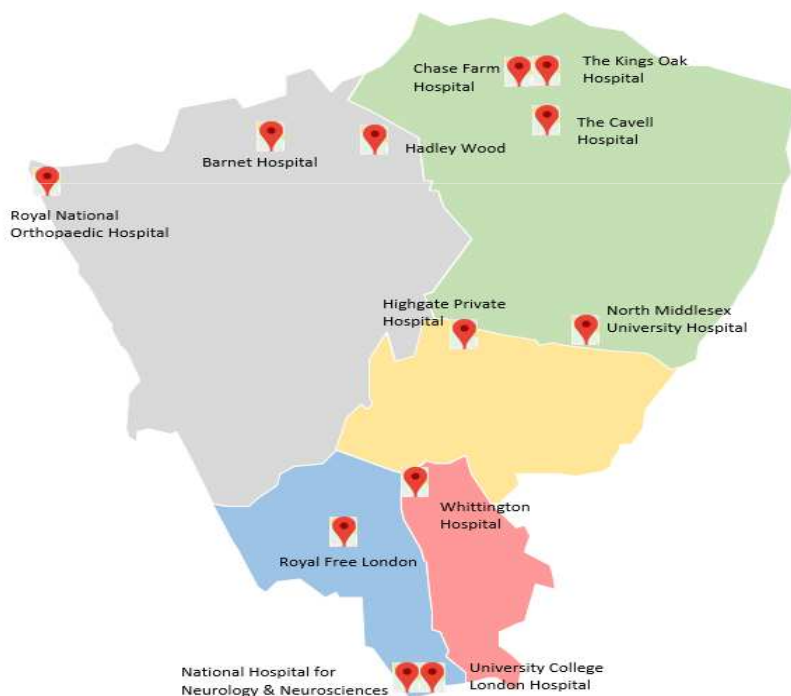 Chase Farm
Hospital
The Kings Oak
Hospital
The Cavell
Hospital
Barnet Hospital
Hadley Wood
Royal National
Orthopaedic Hospital
Highgate Private
Hospital
North Middlesex
University Hospital
Whittington
Hospital
Royal Free London
National Hospital for
Neurology & Neurosciences
University College
London Hospital